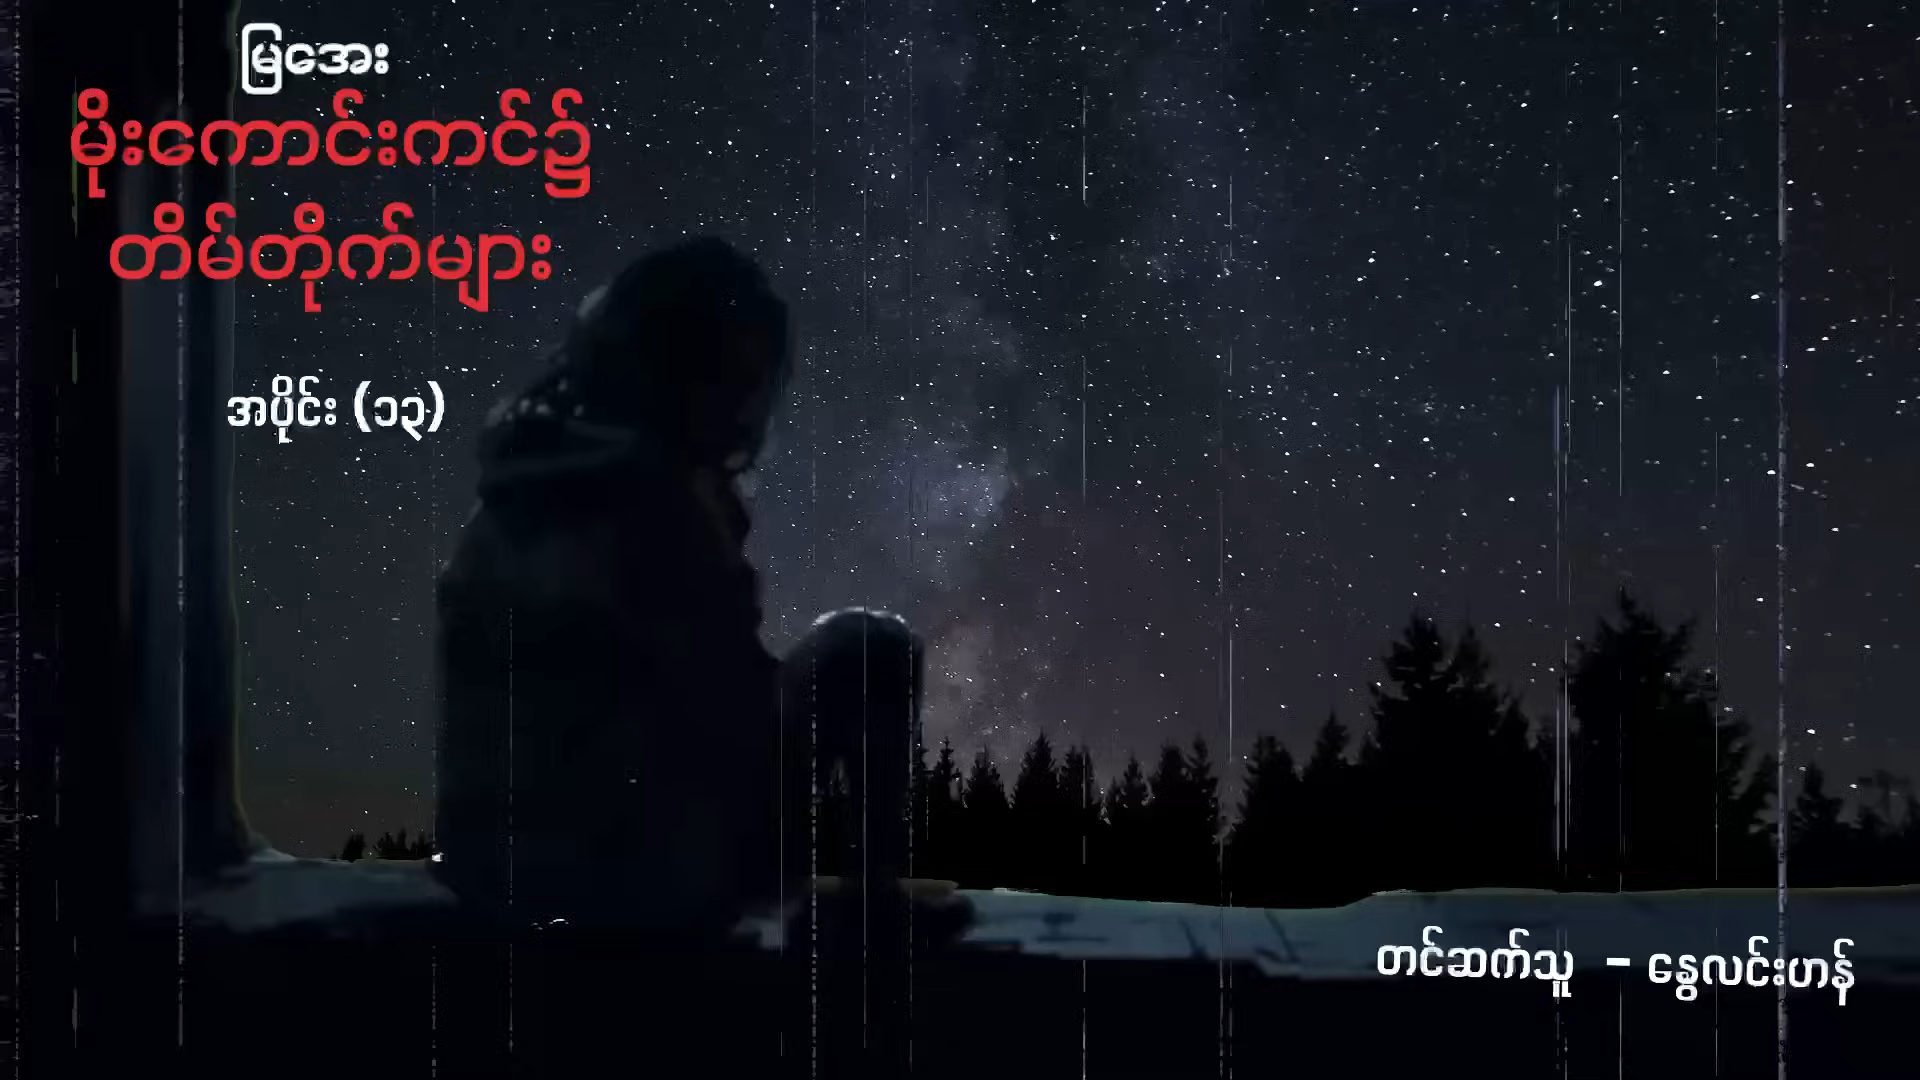 မြအေး
မိုးကောင်းကင်၌
တိမ်တိုက်များ
အပိုင်း (၁၃)
တင်ဆက်သူ - နွေလင်းဟန်